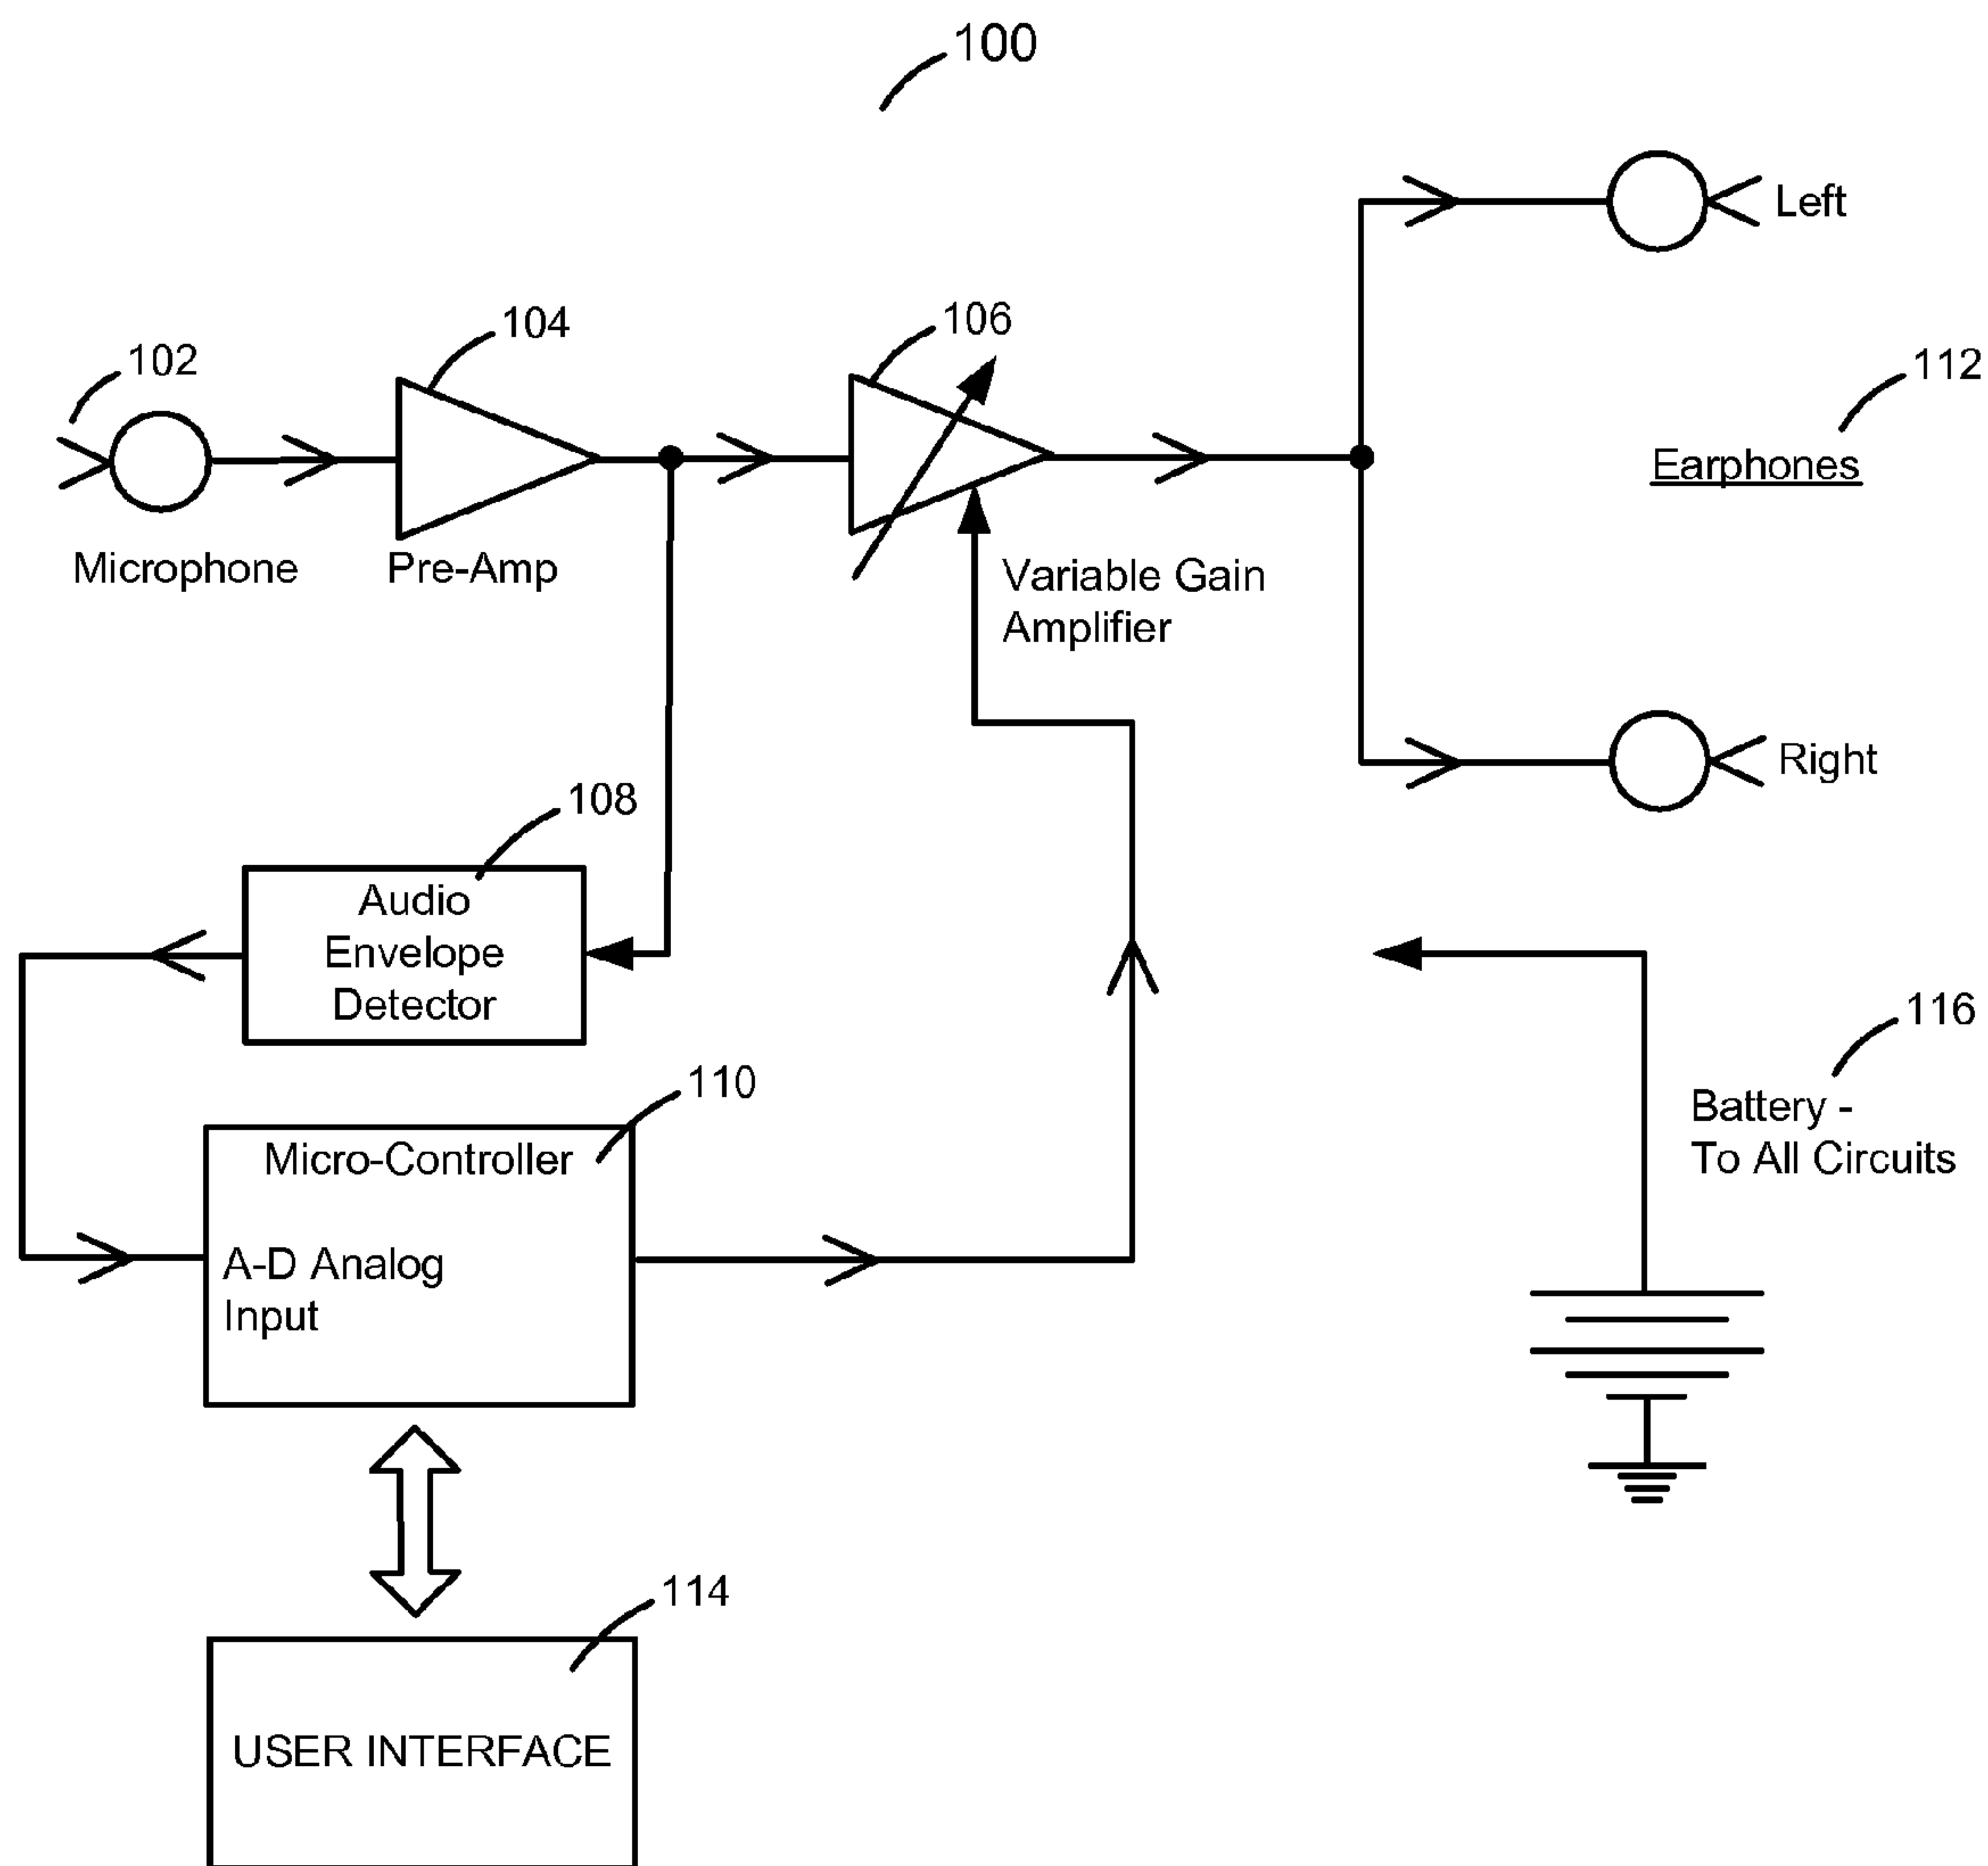 100
Left
104
106
102
112
Earphones
Microphone
Pre-Amp
Variable Gain
Amplifier
Right
108
Audio
Envelope
Detector
116
110
Battery -
To All Circuits
Micro-Controller
A-D Analog
Input
114
USER INTERFACE